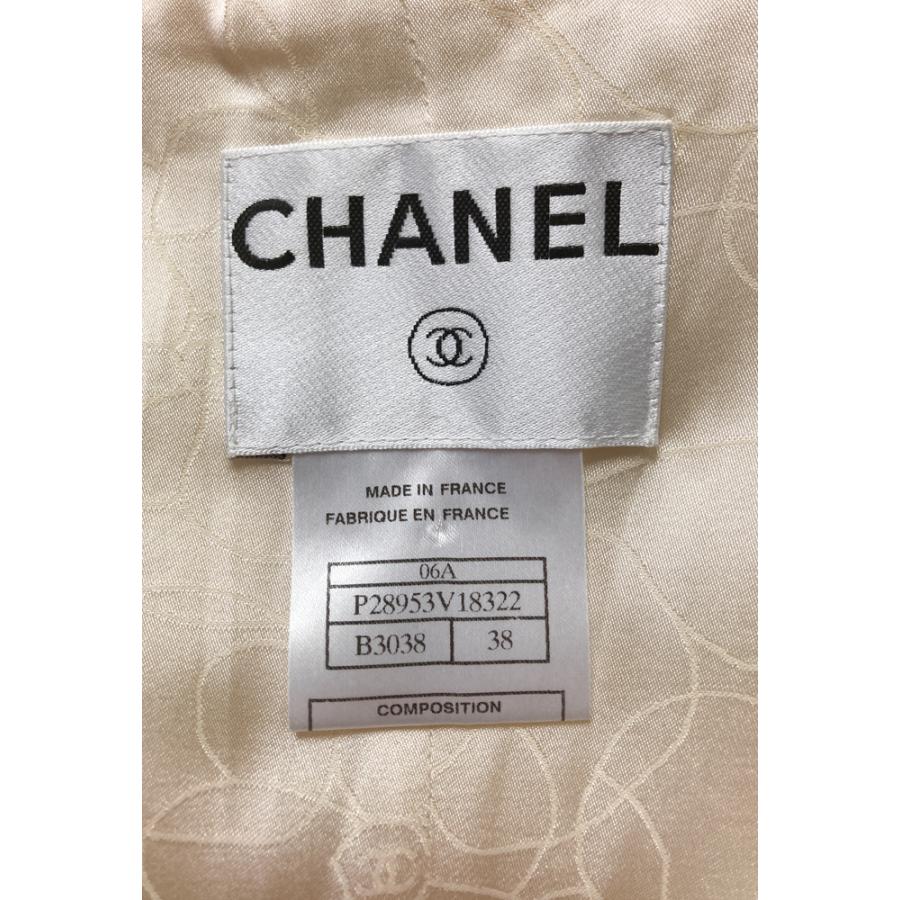 CHANEL
MADE IN FRANCE
FABRIQUE EN FRANCE
06A
P28953V18322
B3038 38
COMPOSITION